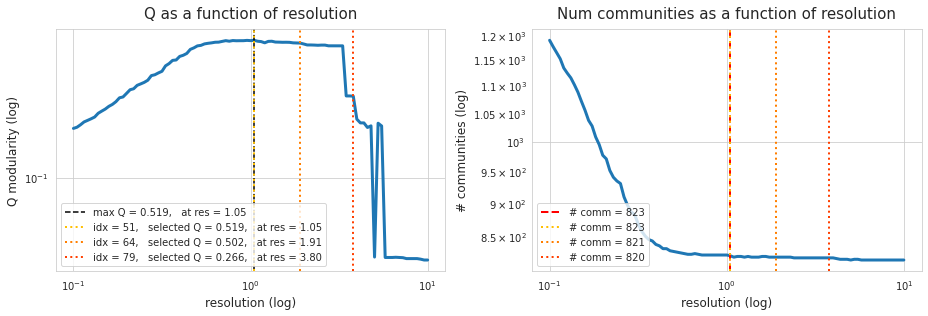 Q as a function of resolution
Q modularity (log)
10⁻¹
max Q = 0.519,   at res = 1.05
idx = 51,   selected Q = 0.519,   at res = 1.05
idx = 64,   selected Q = 0.502,   at res = 1.91
idx = 79,   selected Q = 0.266,   at res = 3.80
10⁻¹ 10⁰ 10¹
resolution (log)
Num communities as a function of resolution
# communities (log)
1.2 × 10³
1.15 × 10³
1.1 × 10³
1.05 × 10³
10³
9.5 × 10²
9 × 10²
8.5 × 10²
# comm = 823
# comm = 823
# comm = 821
# comm = 820
10⁻¹ 10⁰ 10¹
resolution (log)